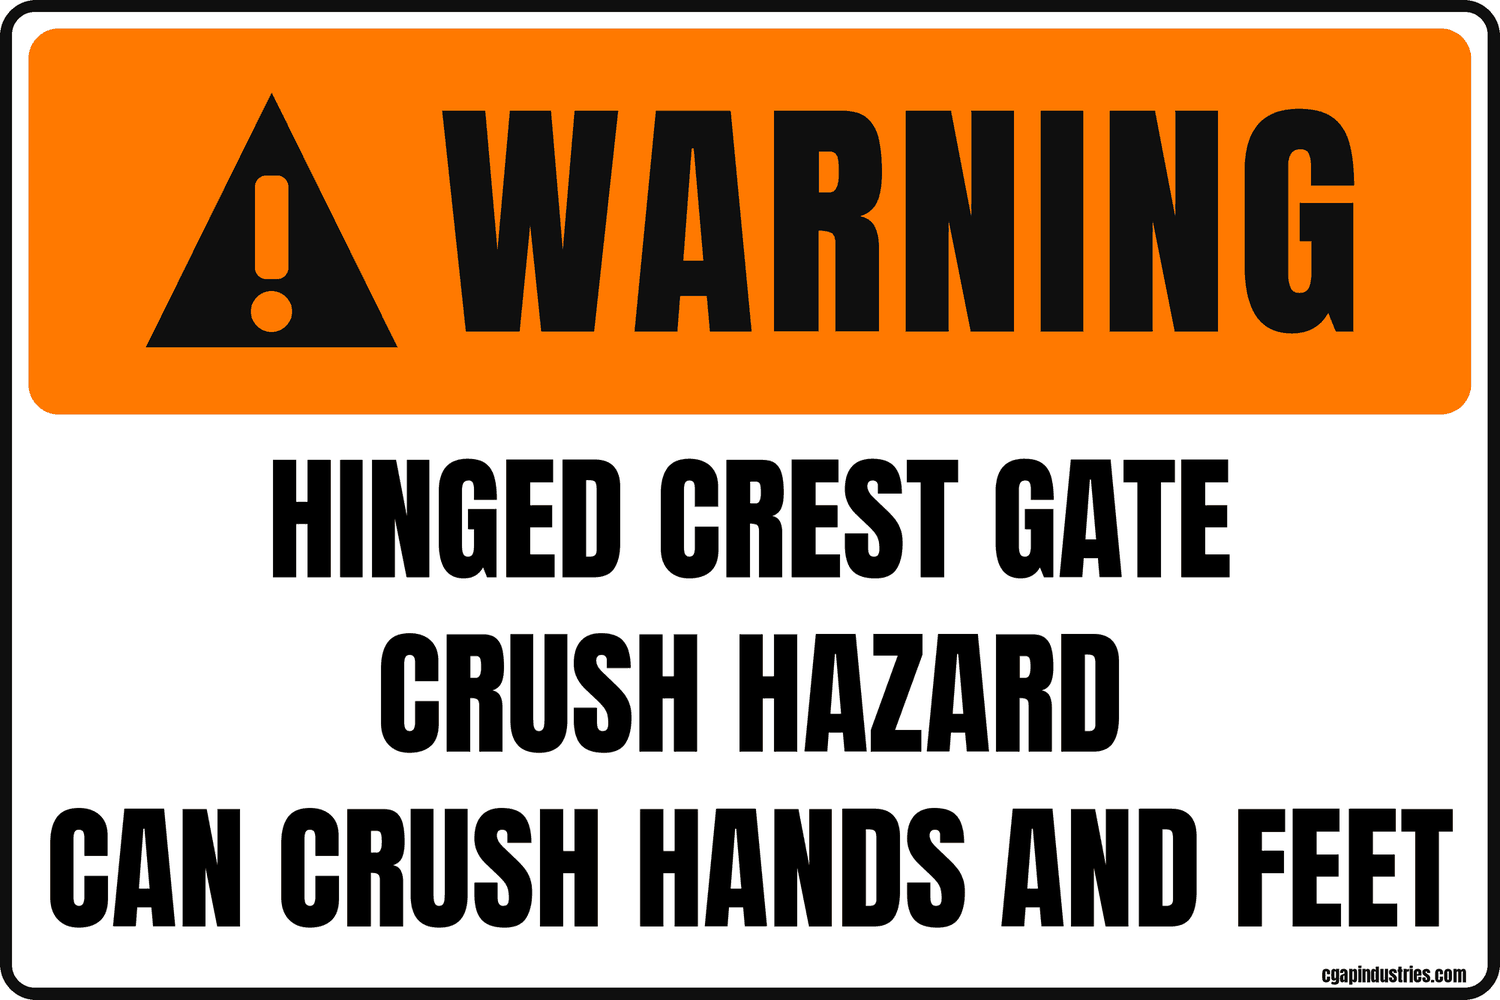 WARNING
HINGED CREST GATE
CRUSH HAZARD
CAN CRUSH HANDS AND FEET
cgapindustries.com